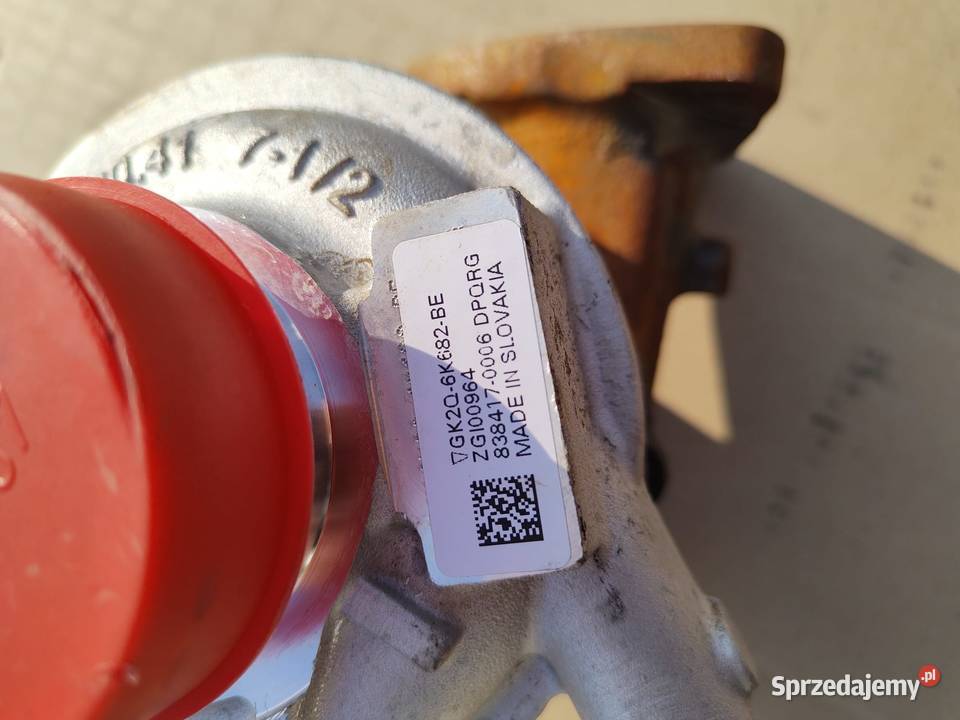 7-1/2
∇GK2Q-6K682-BE
ZGI00964
838417-0006 DPQRG
MADE IN SLOVAKIA
Sprzedajemy.pl